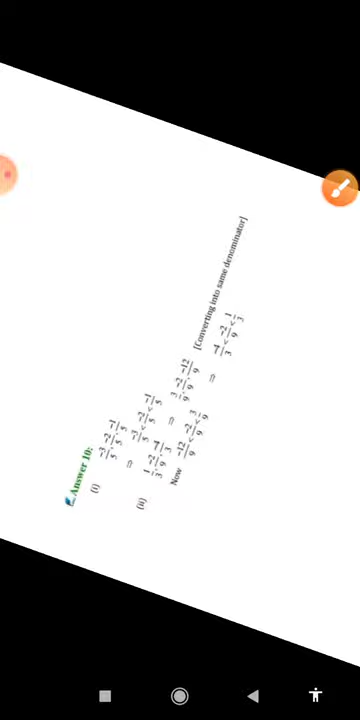 Answer 10:
(i) -3/5, -2/5, -1/5
⇒ -3/5 < -2/5 < -1/5
(ii) 1/3, -2/9, -4/3 ⇒ 3/9, -2/9, -12/9 [Converting into same denominator]
Now -12/9 < -2/9 < 3/9 ⇒ -4/3 < -2/9 < 1/3